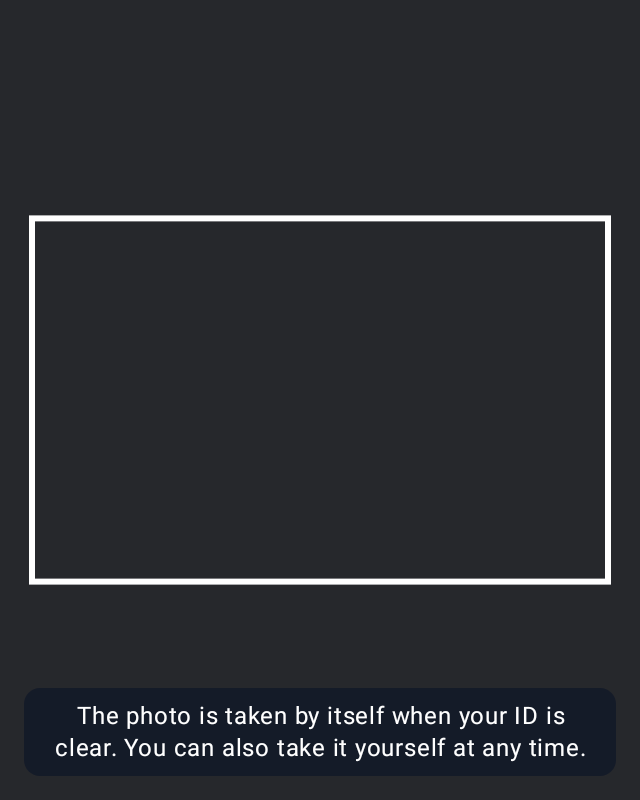 The photo is taken by itself when your ID is
clear. You can also take it yourself at any time.